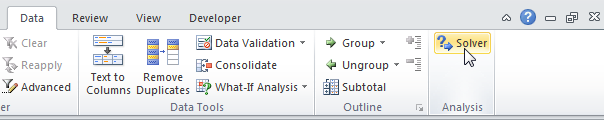 Data Review View Developer
Clear
Reapply
Advanced
er
Text to
Columns
Remove
Duplicates
Data Validation
Consolidate
What-If Analysis
Data Tools
Group
Ungroup
Subtotal
Outline
Solver
Analysis